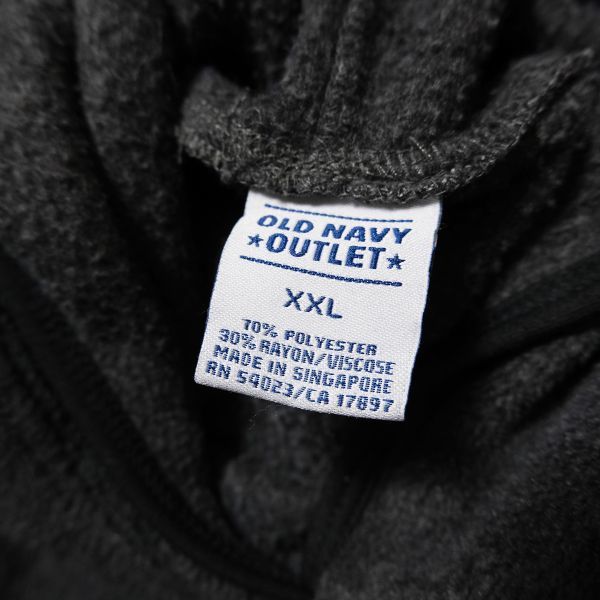 OLD NAVY
★OUTLET★
XXL
70% POLYESTER
30% RAYON/VISCOSE
MADE IN SINGAPORE
RN 54023/CA 17897